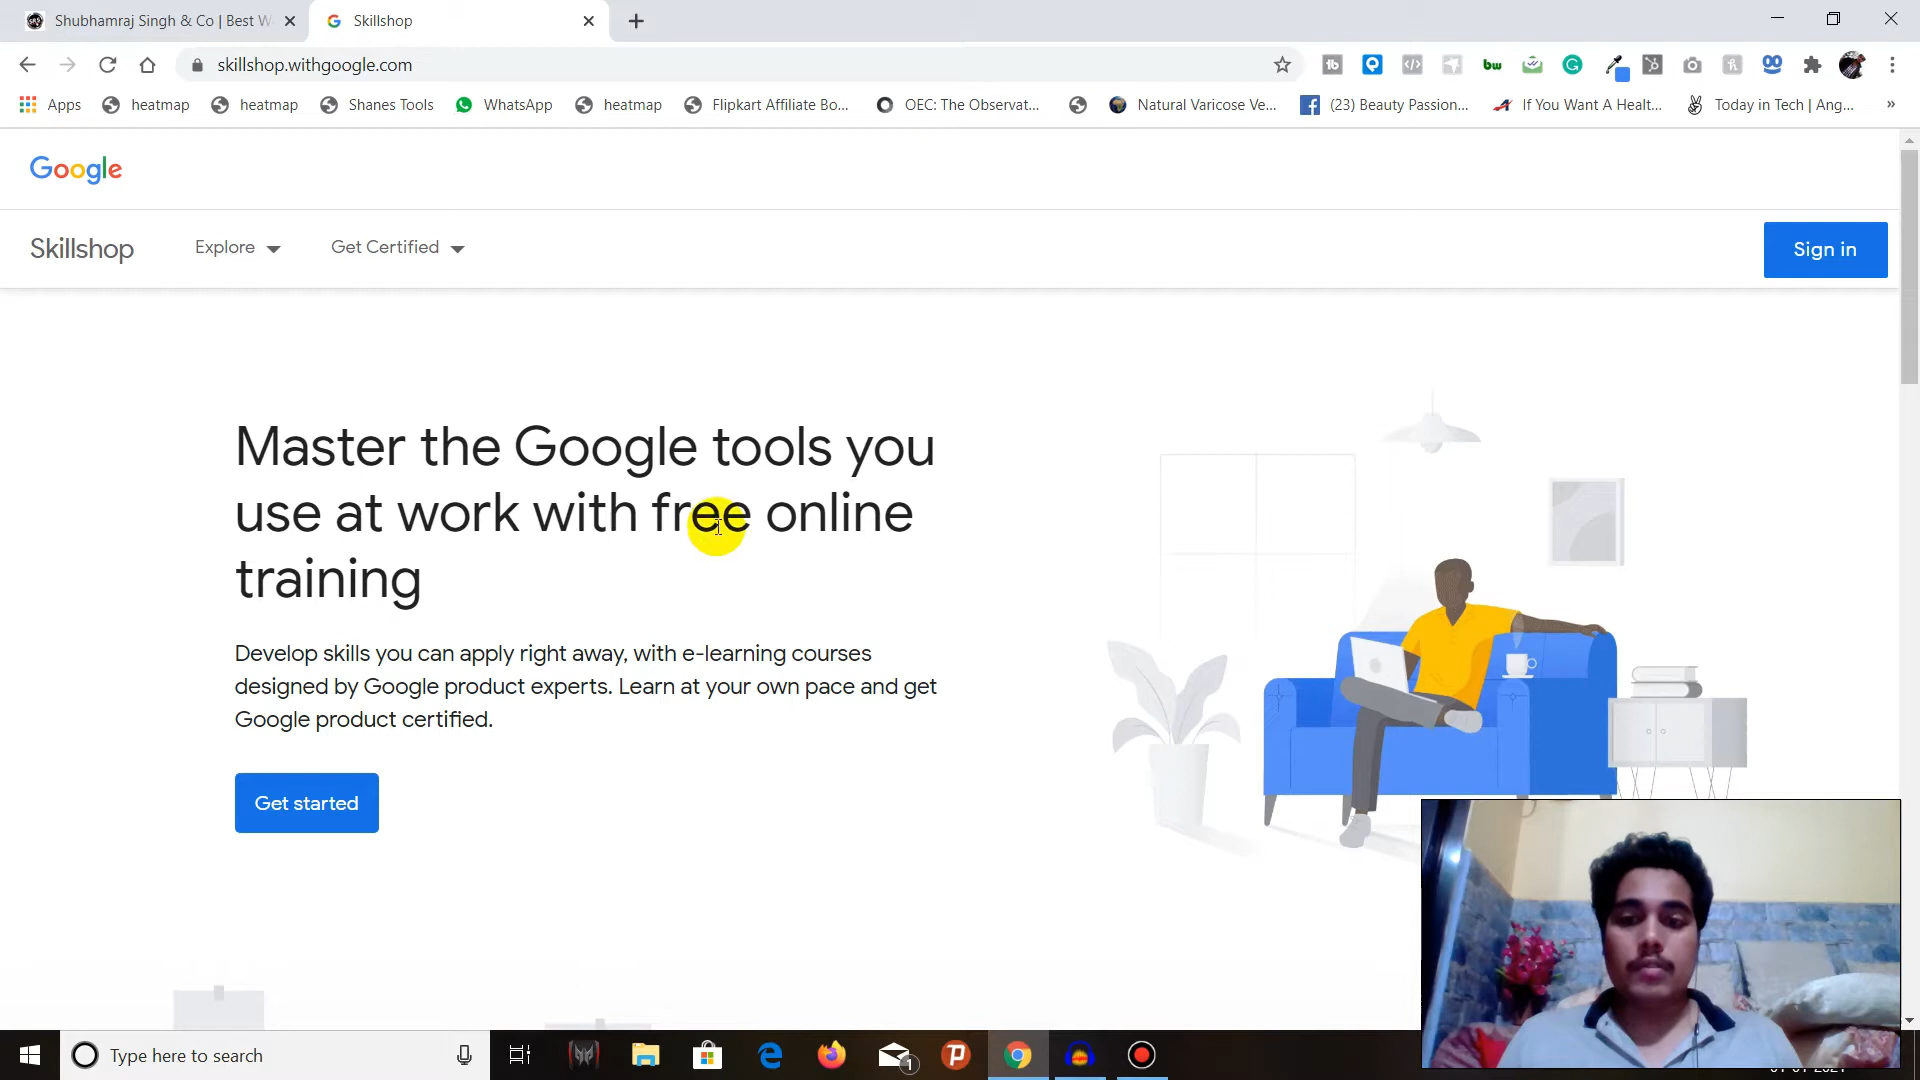 Shubhamraj Singh & Co | Best W
Skillshop
skillshop.withgoogle.com
Apps
heatmap
heatmap
Shanes Tools
WhatsApp
heatmap
Flipkart Affiliate Bo...
OEC: The Observat...
Natural Varicose Ve...
(23) Beauty Passion...
If You Want A Healt...
Today in Tech | Ang...
»
Google
Skillshop
Explore
Get Certified
Sign in
Master the Google tools you
use at work with free online
training
Develop skills you can apply right away, with e-learning courses
designed by Google product experts. Learn at your own pace and get
Google product certified.
Get started
Type here to search
1